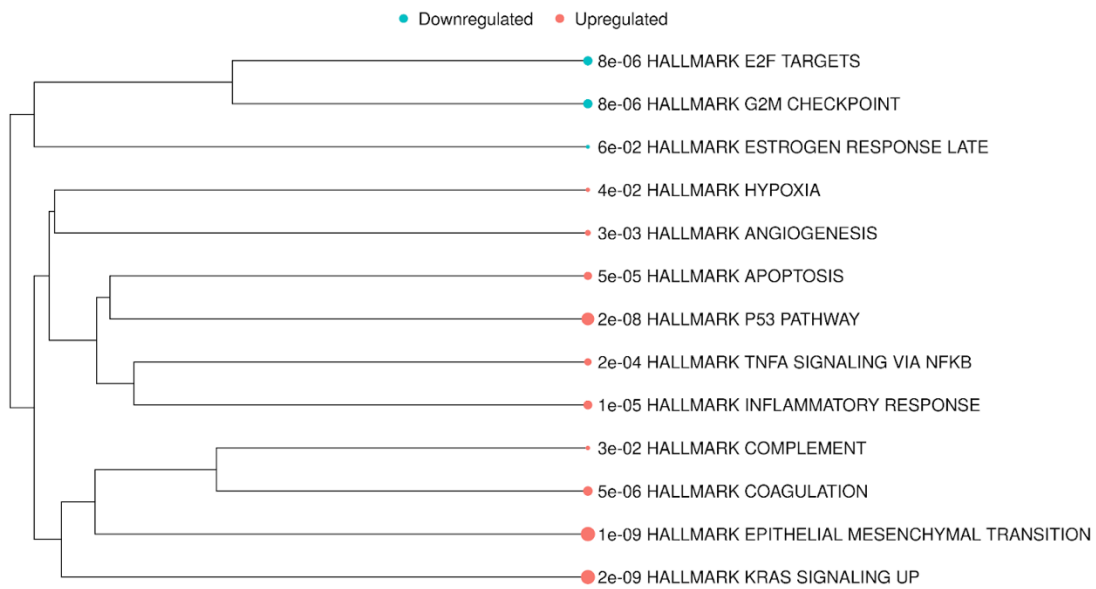 Downregulated Upregulated
8e-06 HALLMARK E2F TARGETS
8e-06 HALLMARK G2M CHECKPOINT
6e-02 HALLMARK ESTROGEN RESPONSE LATE
4e-02 HALLMARK HYPOXIA
3e-03 HALLMARK ANGIOGENESIS
5e-05 HALLMARK APOPTOSIS
2e-08 HALLMARK P53 PATHWAY
2e-04 HALLMARK TNFA SIGNALING VIA NFKB
1e-05 HALLMARK INFLAMMATORY RESPONSE
3e-02 HALLMARK COMPLEMENT
5e-06 HALLMARK COAGULATION
1e-09 HALLMARK EPITHELIAL MESENCHYMAL TRANSITION
2e-09 HALLMARK KRAS SIGNALING UP